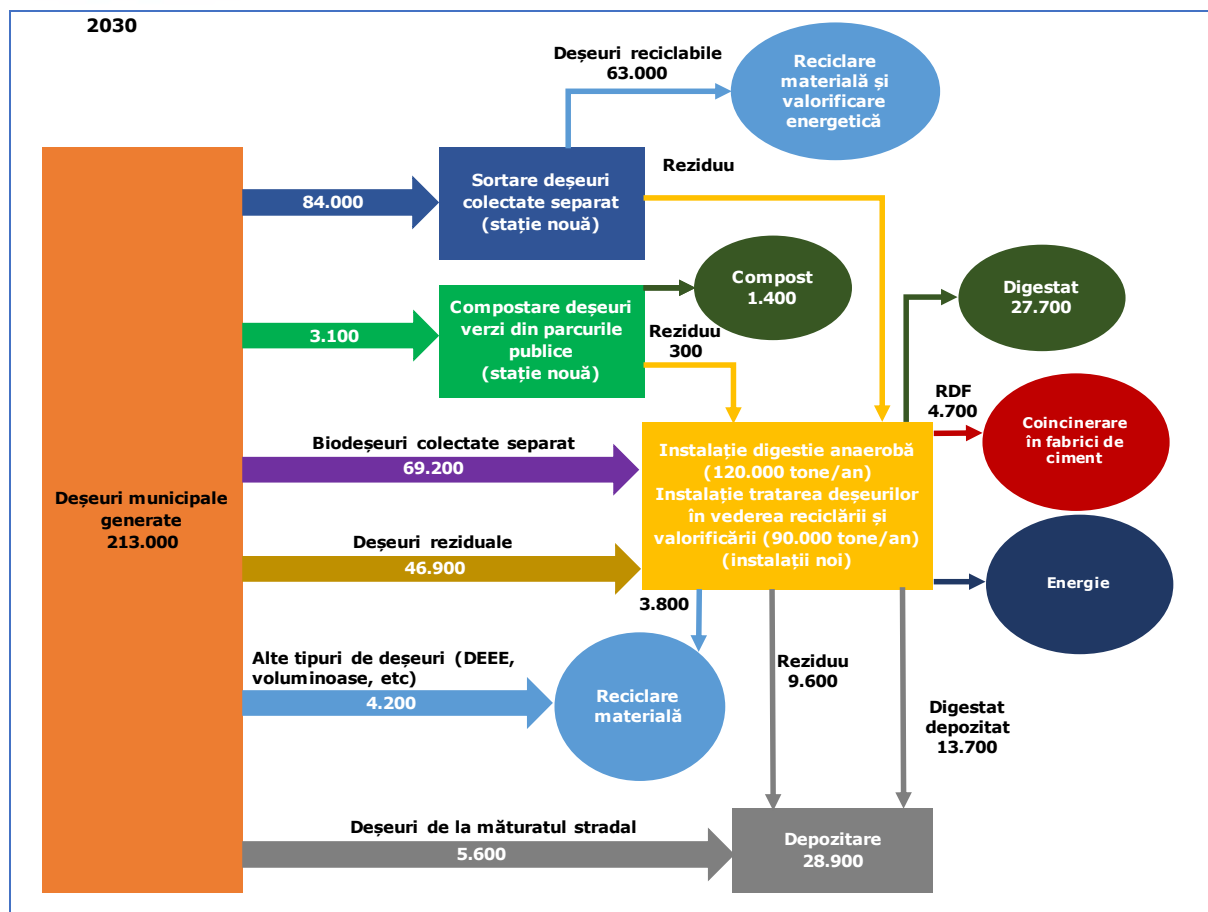 2030
Deșeuri reciclabile
63.000
Reciclare
materială și
valorificare
energetică
84.000
Sortare deșeuri
colectate separat
(stație nouă)
Reziduu
3.100
Compostare deșeuri
verzi din parcurile
publice
(stație nouă)
Compost
1.400
Reziduu
300
Digestat
27.700
RDF
4.700
Coincinerare
în fabrici de
ciment
Deșeuri municipale
generate
213.000
Biodeșeuri colectate separat
69.200
Instalație digestie anaerobă
(120.000 tone/an)
Instalație tratarea deșeurilor
în vederea reciclării și
valorificării (90.000 tone/an)
(instalații noi)
Deșeuri reziduale
46.900
Energie
3.800
Alte tipuri de deșeuri (DEEE,
voluminoase, etc)
4.200
Reciclare
materială
Reziduu
9.600
Digestat
depozitat
13.700
Deșeuri de la măturatul stradal
5.600
Depozitare
28.900